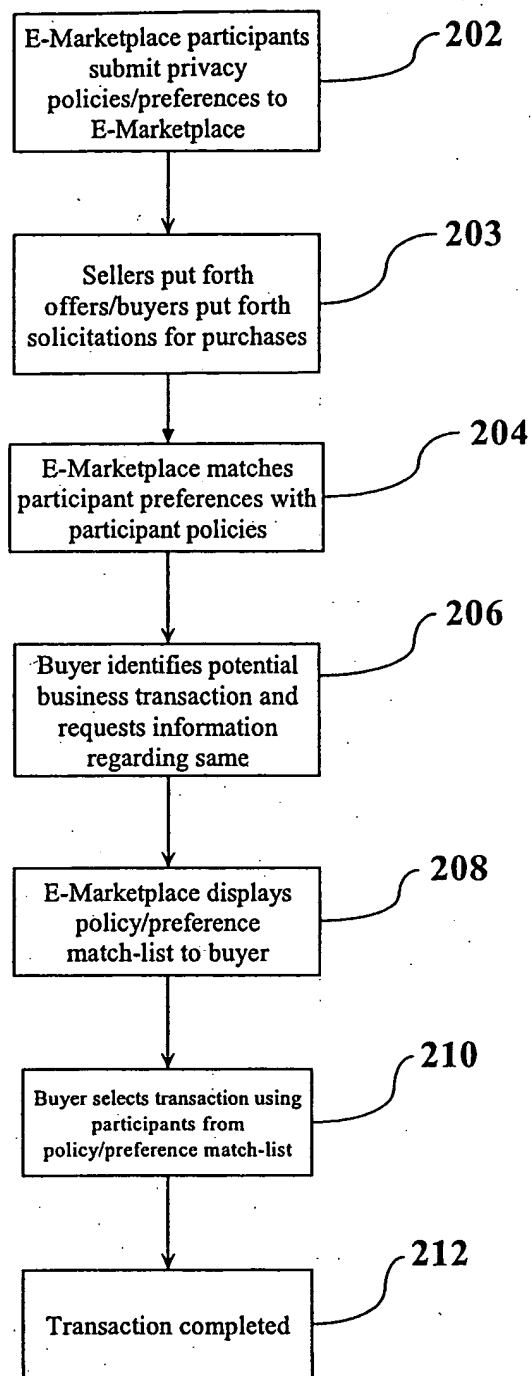 E-Marketplace participants
submit privacy
policies/preferences to
E-Marketplace
202
Sellers put forth
offers/buyers put forth
solicitations for purchases
203
E-Marketplace matches
participant preferences with
participant policies
204
Buyer identifies potential
business transaction and
requests information
regarding same
206
E-Marketplace displays
policy/preference
match-list to buyer
208
Buyer selects transaction using
participants from
policy/preference match-list
210
Transaction completed
212